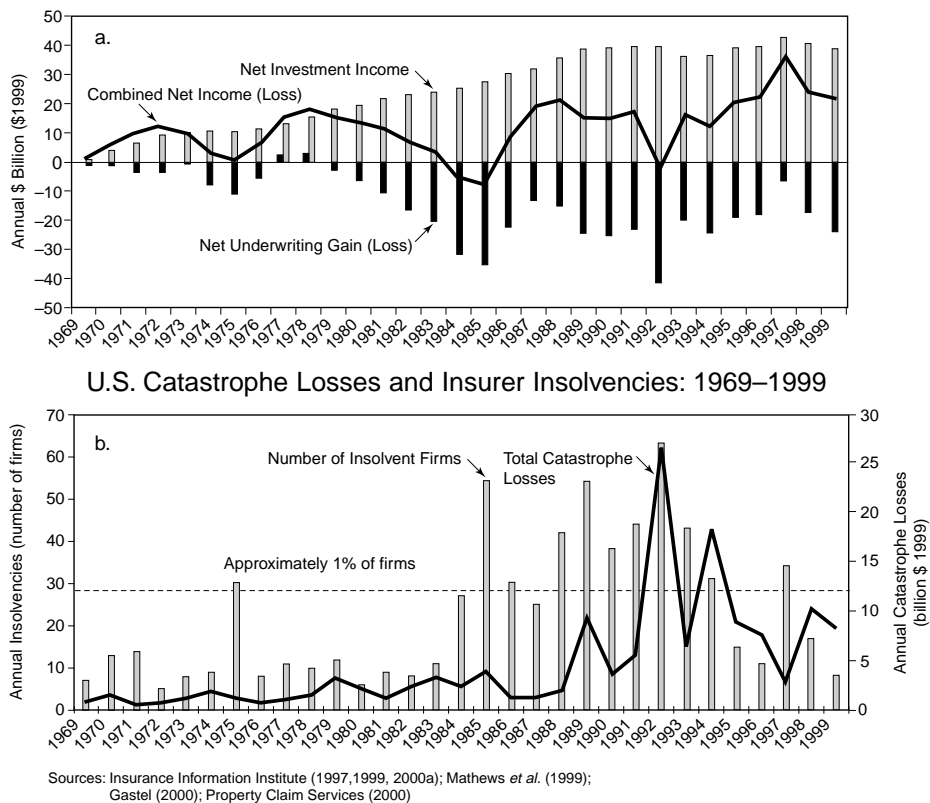 50
40
30
20
10
0
–10
–20
–30
–40
–50
Annual $ Billion ($1999)
a.
Net Investment Income
Combined Net Income (Loss)
Net Underwriting Gain (Loss)
1969 1970 1971 1972 1973 1974 1975 1976 1977 1978 1979 1980 1981 1982 1983 1984 1985 1986 1987 1988 1989 1990 1991 1992 1993 1994 1995 1996 1997 1998 1999
U.S. Catastrophe Losses and Insurer Insolvencies: 1969–1999
70
60
50
40
30
20
10
0
Annual Insolvencies (number of firms)
b.
Number of Insolvent Firms
Total Catastrophe
Losses
Approximately 1% of firms
30
25
20
15
10
5
0
Annual Catastrophe Losses
(billion $ 1999)
1969 1970 1971 1972 1973 1974 1975 1976 1977 1978 1979 1980 1981 1982 1983 1984 1985 1986 1987 1988 1989 1990 1991 1992 1993 1994 1995 1996 1997 1998 1999
Sources: Insurance Information Institute (1997,1999, 2000a); Mathews et al. (1999);
Gastel (2000); Property Claim Services (2000)